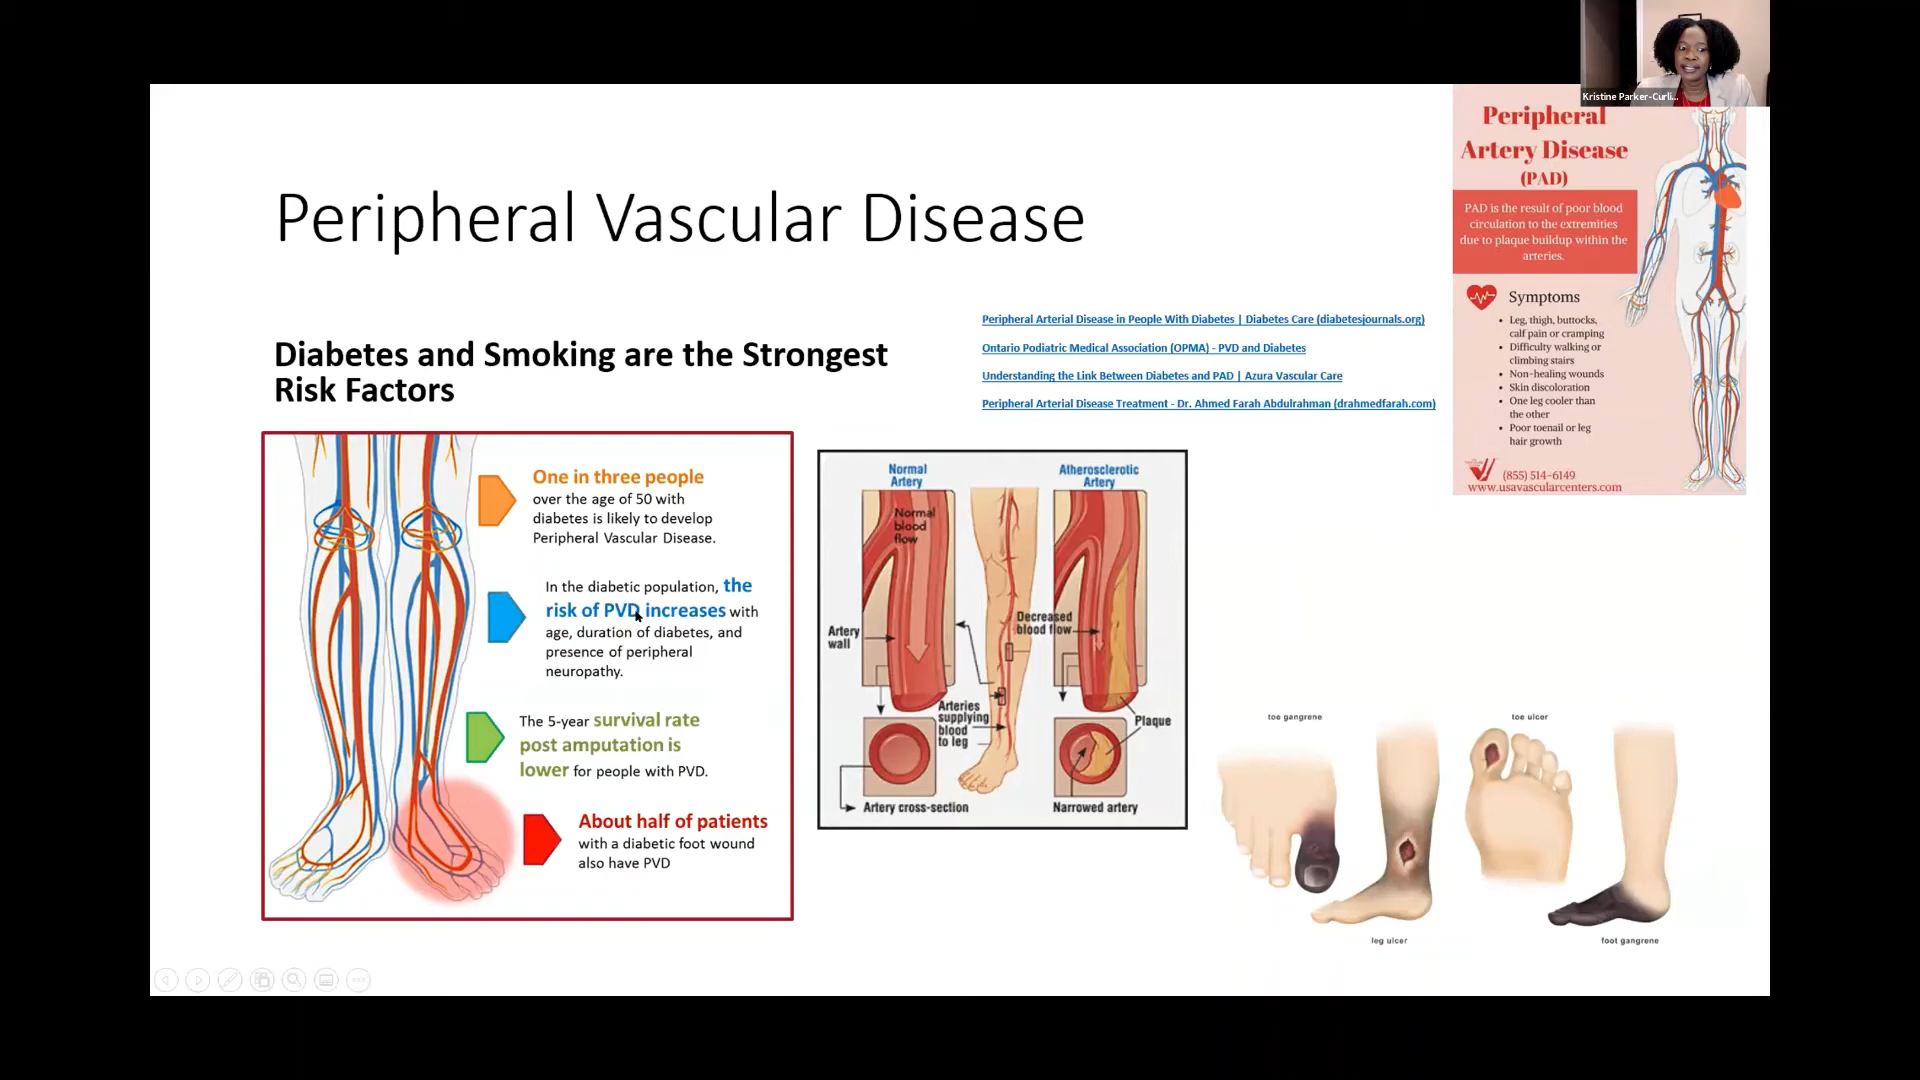 Kristine Parker-Curli...
Peripheral
Artery Disease
(PAD)
PAD is the result of poor blood
circulation to the extremities
due to plaque buildup within the
arteries.
Symptoms
• Leg, thigh, buttocks,
calf pain or cramping
• Difficulty walking or
climbing stairs
• Non-healing wounds
• Skin discoloration
• One leg cooler than
the other
• Poor toenail or leg
hair growth
(855) 514-6149
www.usavascularcenters.com
Peripheral Vascular Disease
Diabetes and Smoking are the Strongest
Risk Factors
Peripheral Arterial Disease in People With Diabetes | Diabetes Care (diabetesjournals.org)
Ontario Podiatric Medical Association (OPMA) - PVD and Diabetes
Understanding the Link Between Diabetes and PAD | Azura Vascular Care
Peripheral Arterial Disease Treatment - Dr. Ahmed Farah Abdulrahman (drahmedfarah.com)
One in three people
over the age of 50 with
diabetes is likely to develop
Peripheral Vascular Disease.
In the diabetic population, the
risk of PVD increases with
age, duration of diabetes, and
presence of peripheral
neuropathy.
The 5-year survival rate
post amputation is
lower for people with PVD.
About half of patients
with a diabetic foot wound
also have PVD
Normal
Artery
Atherosclerotic
Artery
Normal
blood
flow
Decreased
blood flow
Artery
wall
Arteries
supplying
blood
to leg
Plaque
Artery cross-section
Narrowed artery
toe gangrene
toe ulcer
leg ulcer
foot gangrene